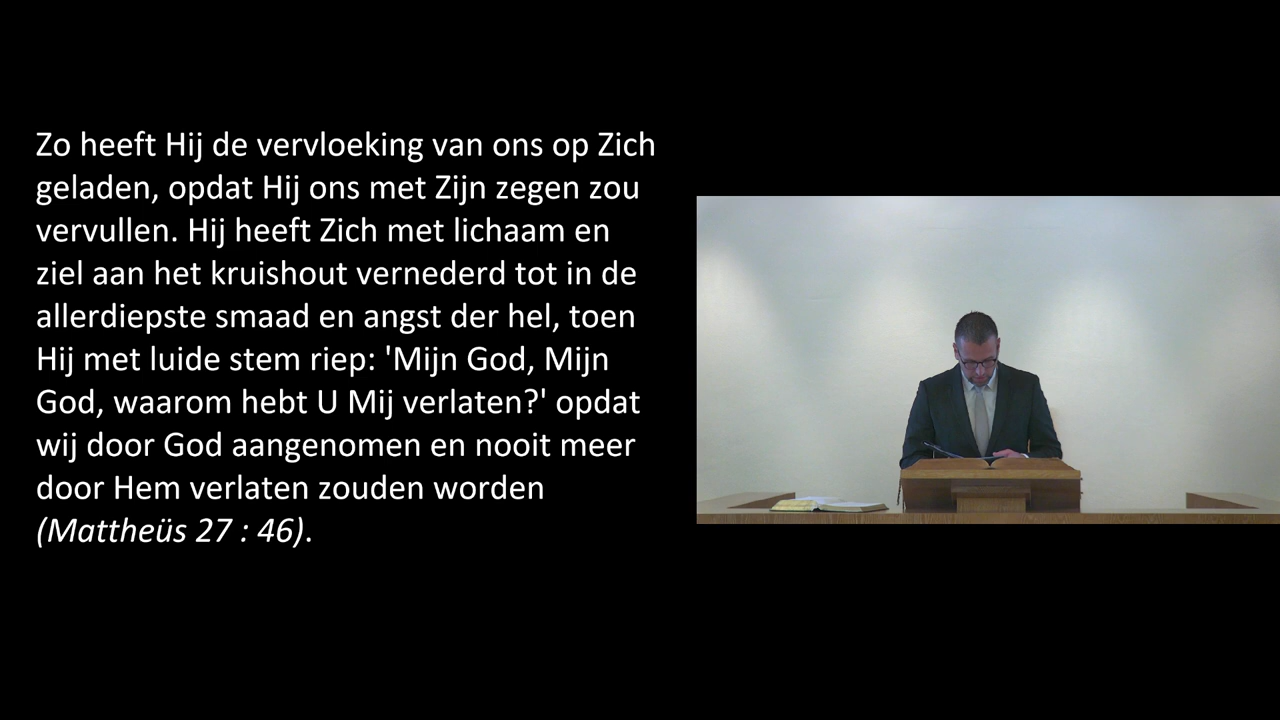 Zo heeft Hij de vervloeking van ons op Zich
geladen, opdat Hij ons met Zijn zegen zou
vervullen. Hij heeft Zich met lichaam en
ziel aan het kruishout vernederd tot in de
allerdiepste smaad en angst der hel, toen
Hij met luide stem riep: 'Mijn God, Mijn
God, waarom hebt U Mij verlaten?' opdat
wij door God aangenomen en nooit meer
door Hem verlaten zouden worden
(Mattheüs 27 : 46).